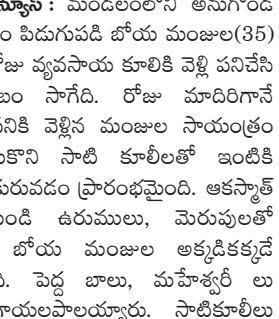 న్యూస్ : మండలంలోని అనుగొండ
ం పిడుగుపడి బోయ మంజుల(35)
ోజు వ్యవసాయ కూలికి వెళ్లి పనిచేసి
బం సాగేది. రోజు మాదిరిగానే
నికి వెళ్లిన మంజుల సాయంత్రం
ుకొని సాటి కూలీలతో ఇంటికి
కురువడం ప్రారంభమైంది. ఆకస్మాత్
ుండి ఉరుములు, మెరుపులతో
బోయ మంజుల అక్కడికక్కడే
ది. పెద్ద బాలు, మహేశ్వరీ లు
గాయలపాలయ్యారు. సాటికూలీలు